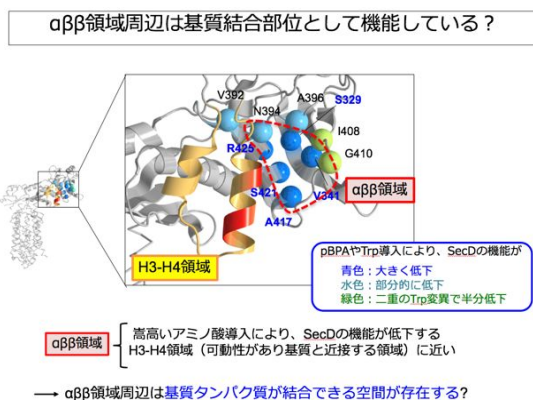 αββ領域周辺は基質結合部位として機能している？
V392
N394
A396
S329
I408
G410
R425
S421
V341
A417
αββ領域
H3-H4領域
pBPAやTrp導入により、SecDの機能が
青色：大きく低下
水色：部分的に低下
緑色：二重のTrp変異で半分低下
αββ領域
嵩高いアミノ酸導入により、SecDの機能が低下する
H3-H4領域（可動性があり基質と近接する領域）に近い
αββ領域周辺は基質タンパク質が結合できる空間が存在する?